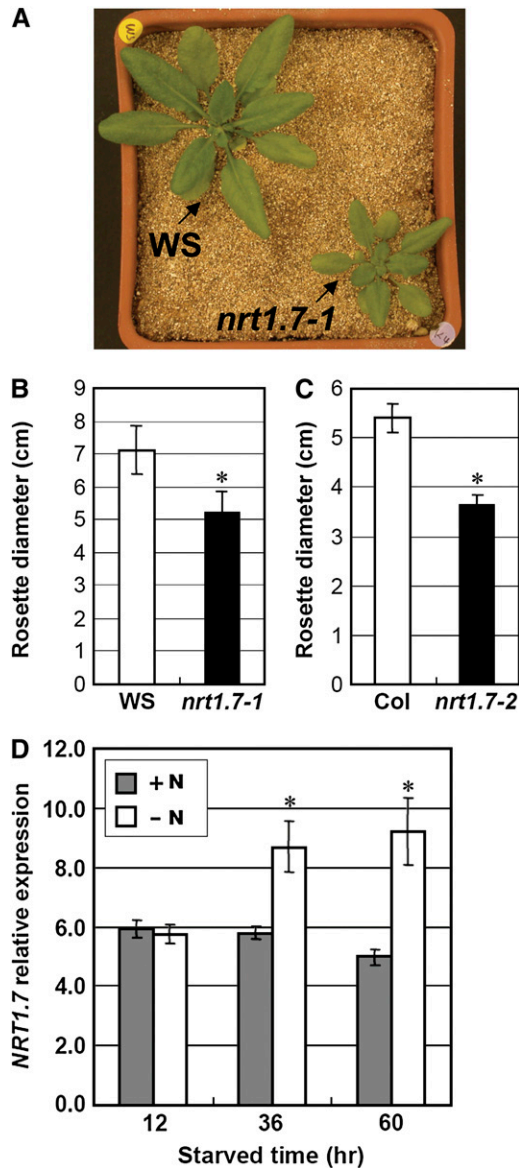 A
WS
WS
nrt1.7-1
B
Rosette diameter (cm)
9
8
7
6
5
4
3
2
1
0
*
WS
nrt1.7-1
C
Rosette diameter (cm)
6
5
4
3
2
1
0
*
Col
nrt1.7-2
D
NRT1.7 relative expression
12.0
10.0
8.0
6.0
4.0
2.0
0.0
+ N
– N
*
*
12
36
60
Starved time (hr)